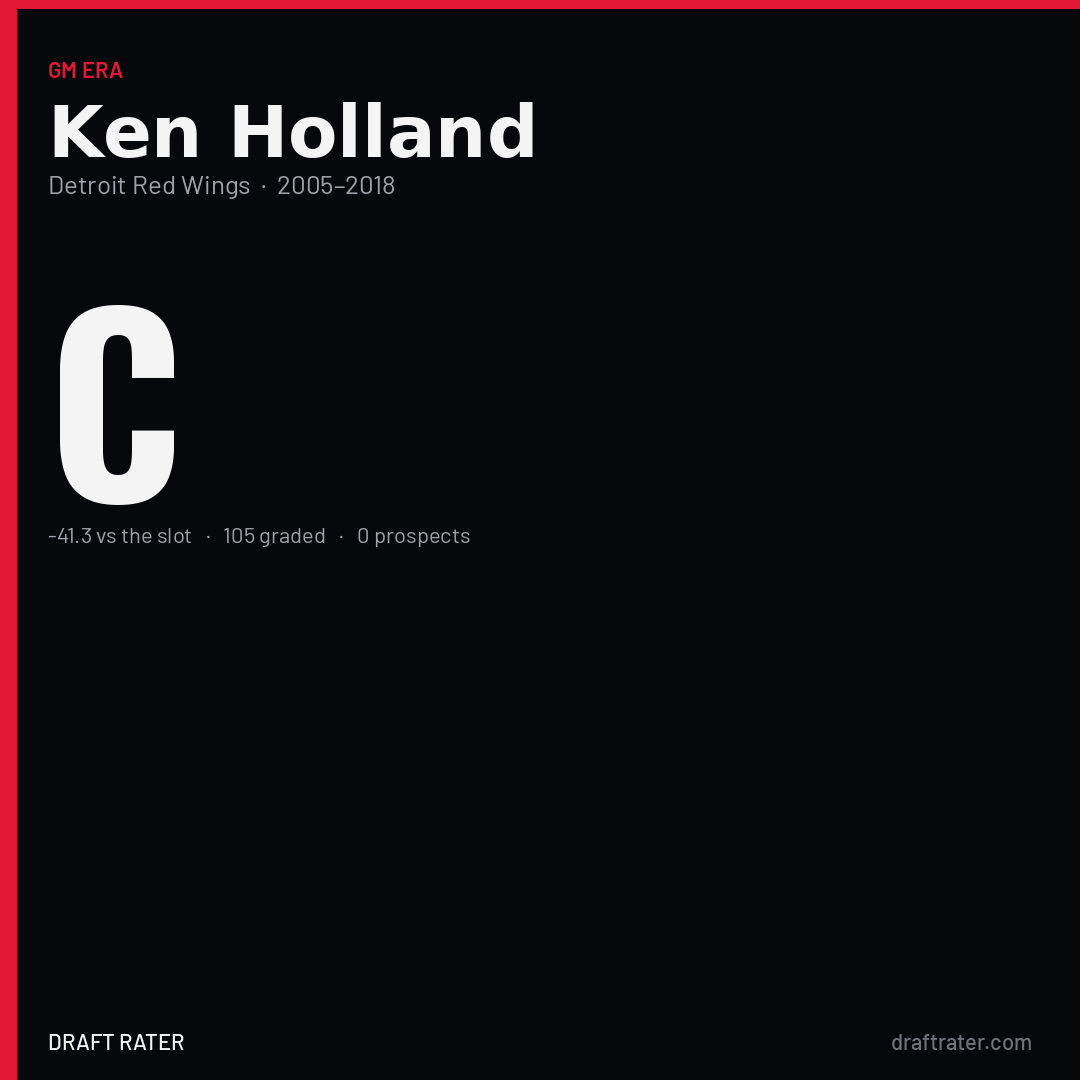 GM ERA
Ken Holland
Detroit Red Wings · 2005–2018
C
-41.3 vs the slot · 105 graded · 0 prospects
DRAFT RATER
draftrater.com